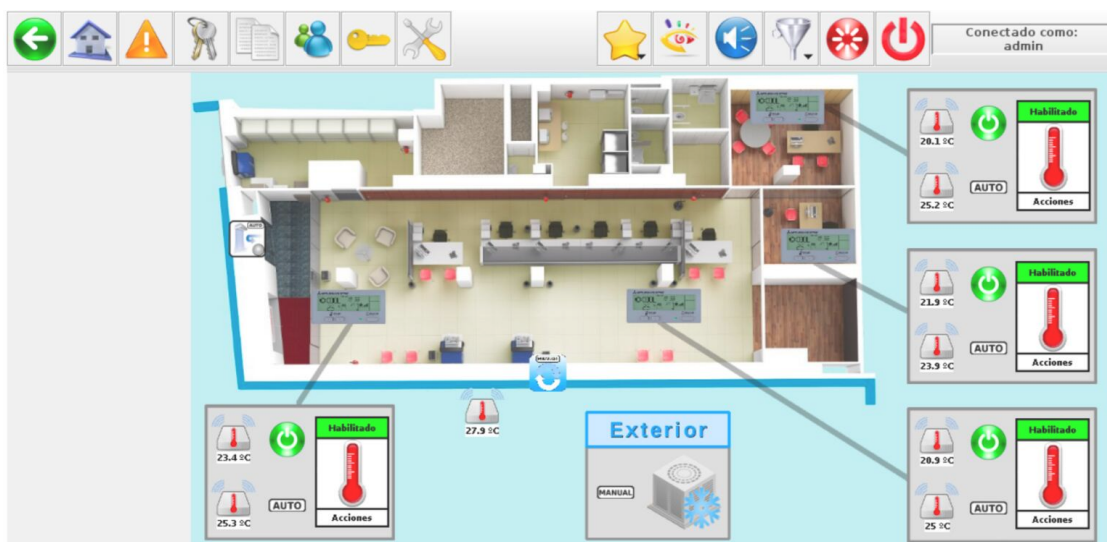 Conectado como:
admin
20.1 ºC
25.2 ºC
AUTO
Habilitado
Acciones
AUTO
21.9 ºC
23.9 ºC
AUTO
Habilitado
Acciones
27.9 ºC
23.4 ºC
25.3 ºC
AUTO
Habilitado
Acciones
Exterior
MANUAL
20.9 ºC
25 ºC
AUTO
Habilitado
Acciones